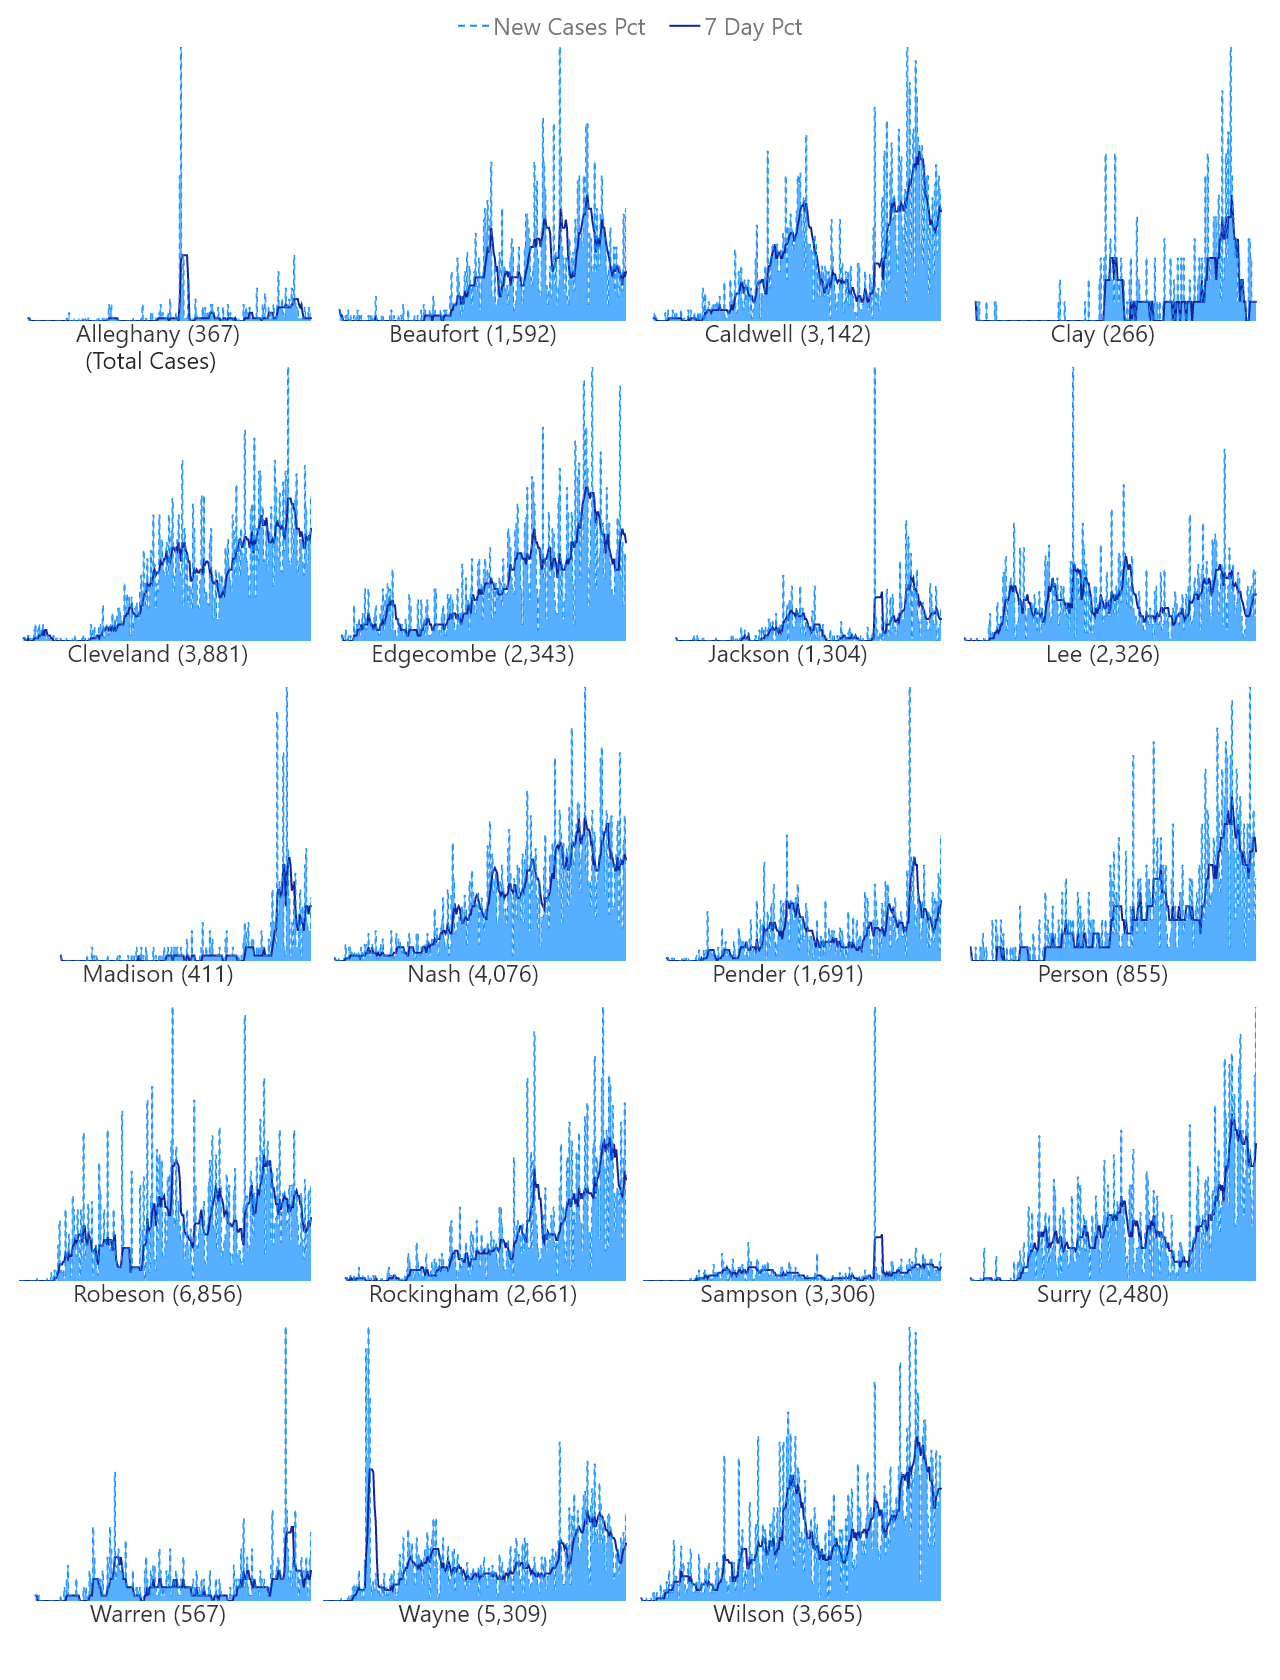 New Cases Pct 7 Day Pct
Alleghany (367) Beaufort (1,592) Caldwell (3,142) Clay (266)
(Total Cases)
Cleveland (3,881) Edgecombe (2,343) Jackson (1,304) Lee (2,326)
Madison (411) Nash (4,076) Pender (1,691) Person (855)
Robeson (6,856) Rockingham (2,661) Sampson (3,306) Surry (2,480)
Warren (567) Wayne (5,309) Wilson (3,665)